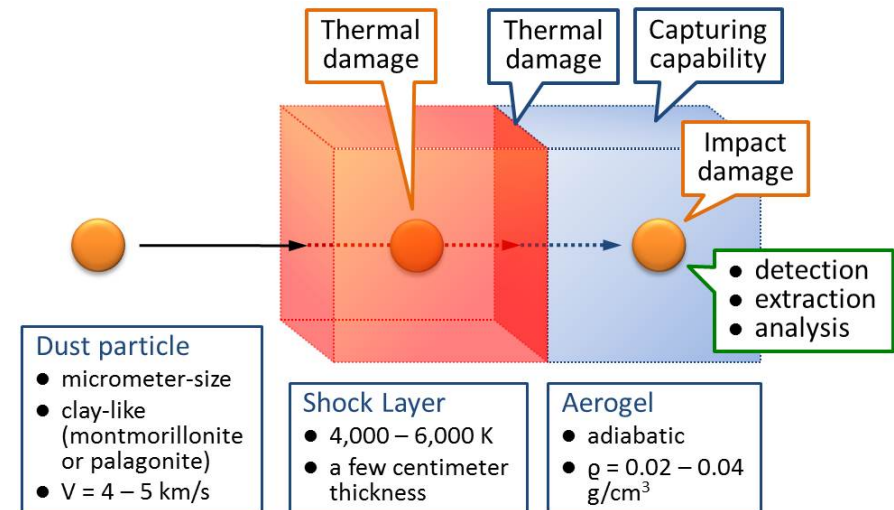 Thermal
damage
Thermal
damage
Capturing
capability
Impact
damage
● detection
● extraction
● analysis
Dust particle
● micrometer-size
● clay-like
(montmorillonite
or palagonite)
● V = 4 – 5 km/s
Shock Layer
● 4,000 – 6,000 K
● a few centimeter
thickness
Aerogel
● adiabatic
● ϱ = 0.02 – 0.04
g/cm³